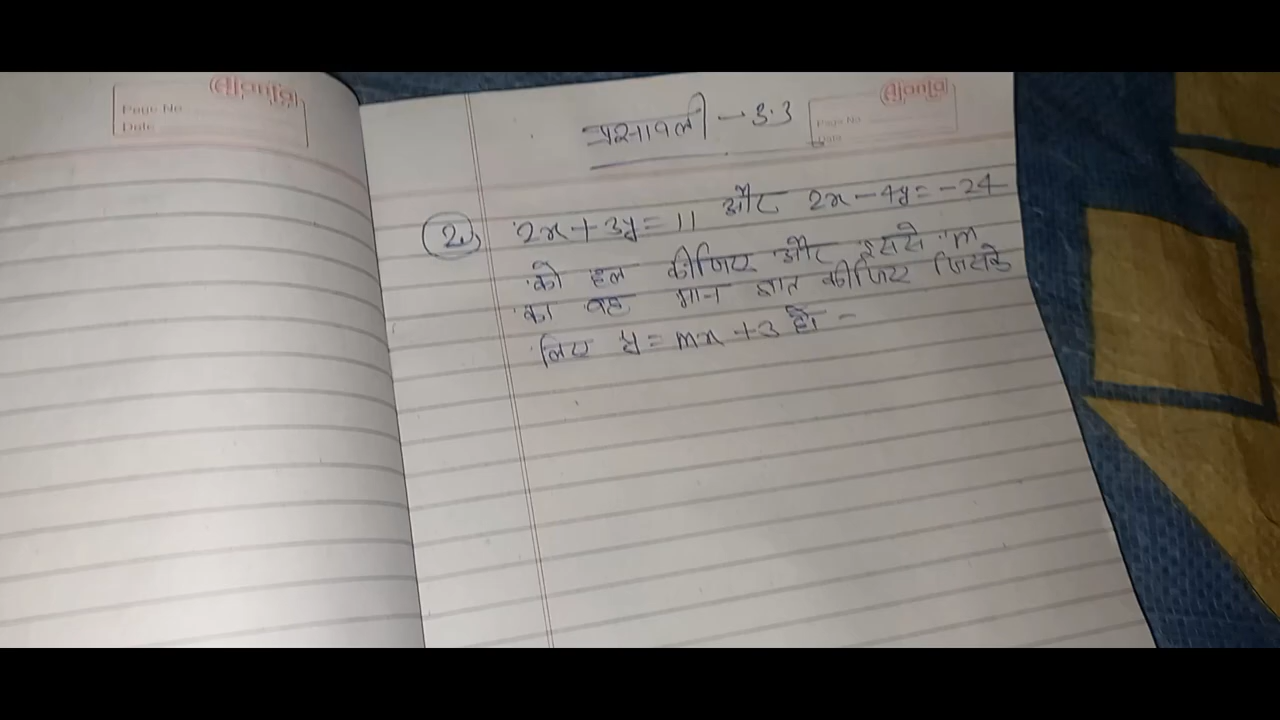 Ajanta
Page No
Date
Ajanta
Page No
Date
प्रश्नावली – 3.3
2. 2x + 3y = 11 और 2x – 4y = –24
को हल कीजिए और इससे 'm'
का वह मान ज्ञात कीजिए जिसके
लिए y = mx + 3 हो –